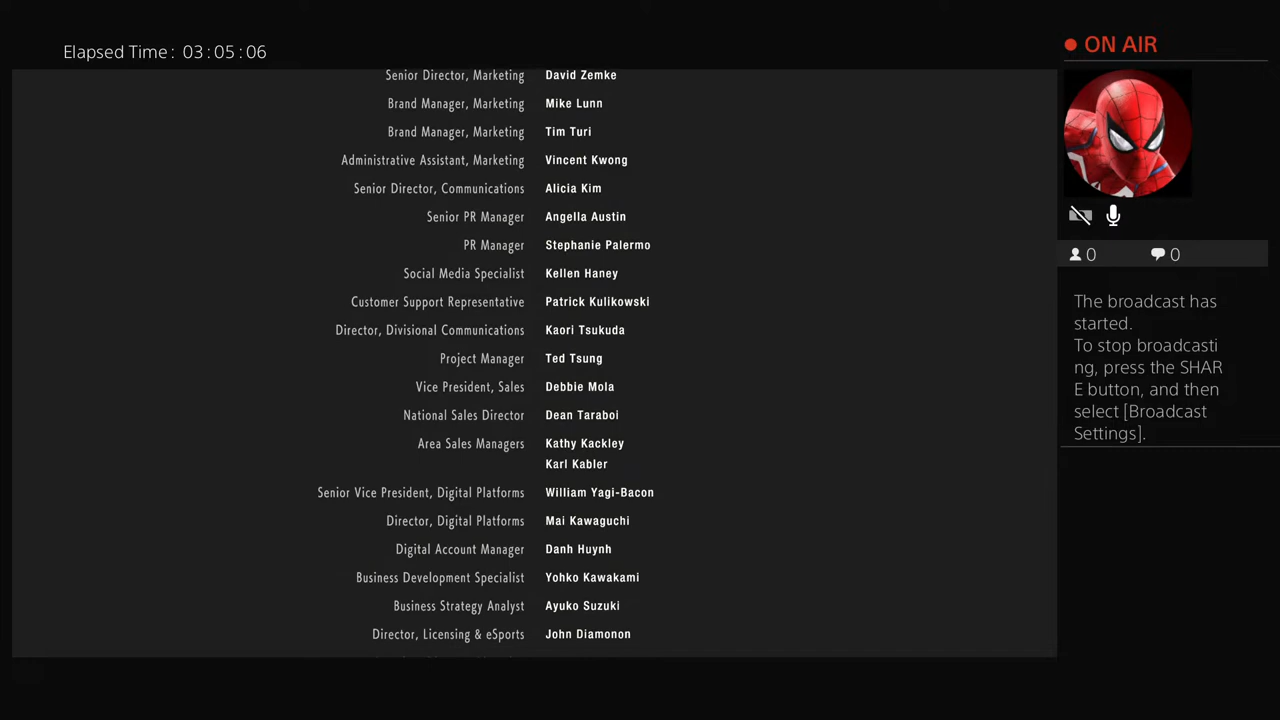 Elapsed Time: 03:05:06
ON AIR
Senior Director, Marketing David Zemke
Brand Manager, Marketing Mike Lunn
Brand Manager, Marketing Tim Turi
Administrative Assistant, Marketing Vincent Kwong
Senior Director, Communications Alicia Kim
Senior PR Manager Angella Austin
PR Manager Stephanie Palermo
Social Media Specialist Kellen Haney
Customer Support Representative Patrick Kulikowski
Director, Divisional Communications Kaori Tsukuda
Project Manager Ted Tsung
Vice President, Sales Debbie Mola
National Sales Director Dean Taraboi
Area Sales Managers Kathy Kackley
Karl Kabler
Senior Vice President, Digital Platforms William Yagi-Bacon
Director, Digital Platforms Mai Kawaguchi
Digital Account Manager Danh Huynh
Business Development Specialist Yohko Kawakami
Business Strategy Analyst Ayuko Suzuki
Director, Licensing & eSports John Diamonon
0 0
The broadcast has
started.
To stop broadcasti
ng, press the SHAR
E button, and then
select [Broadcast
Settings].